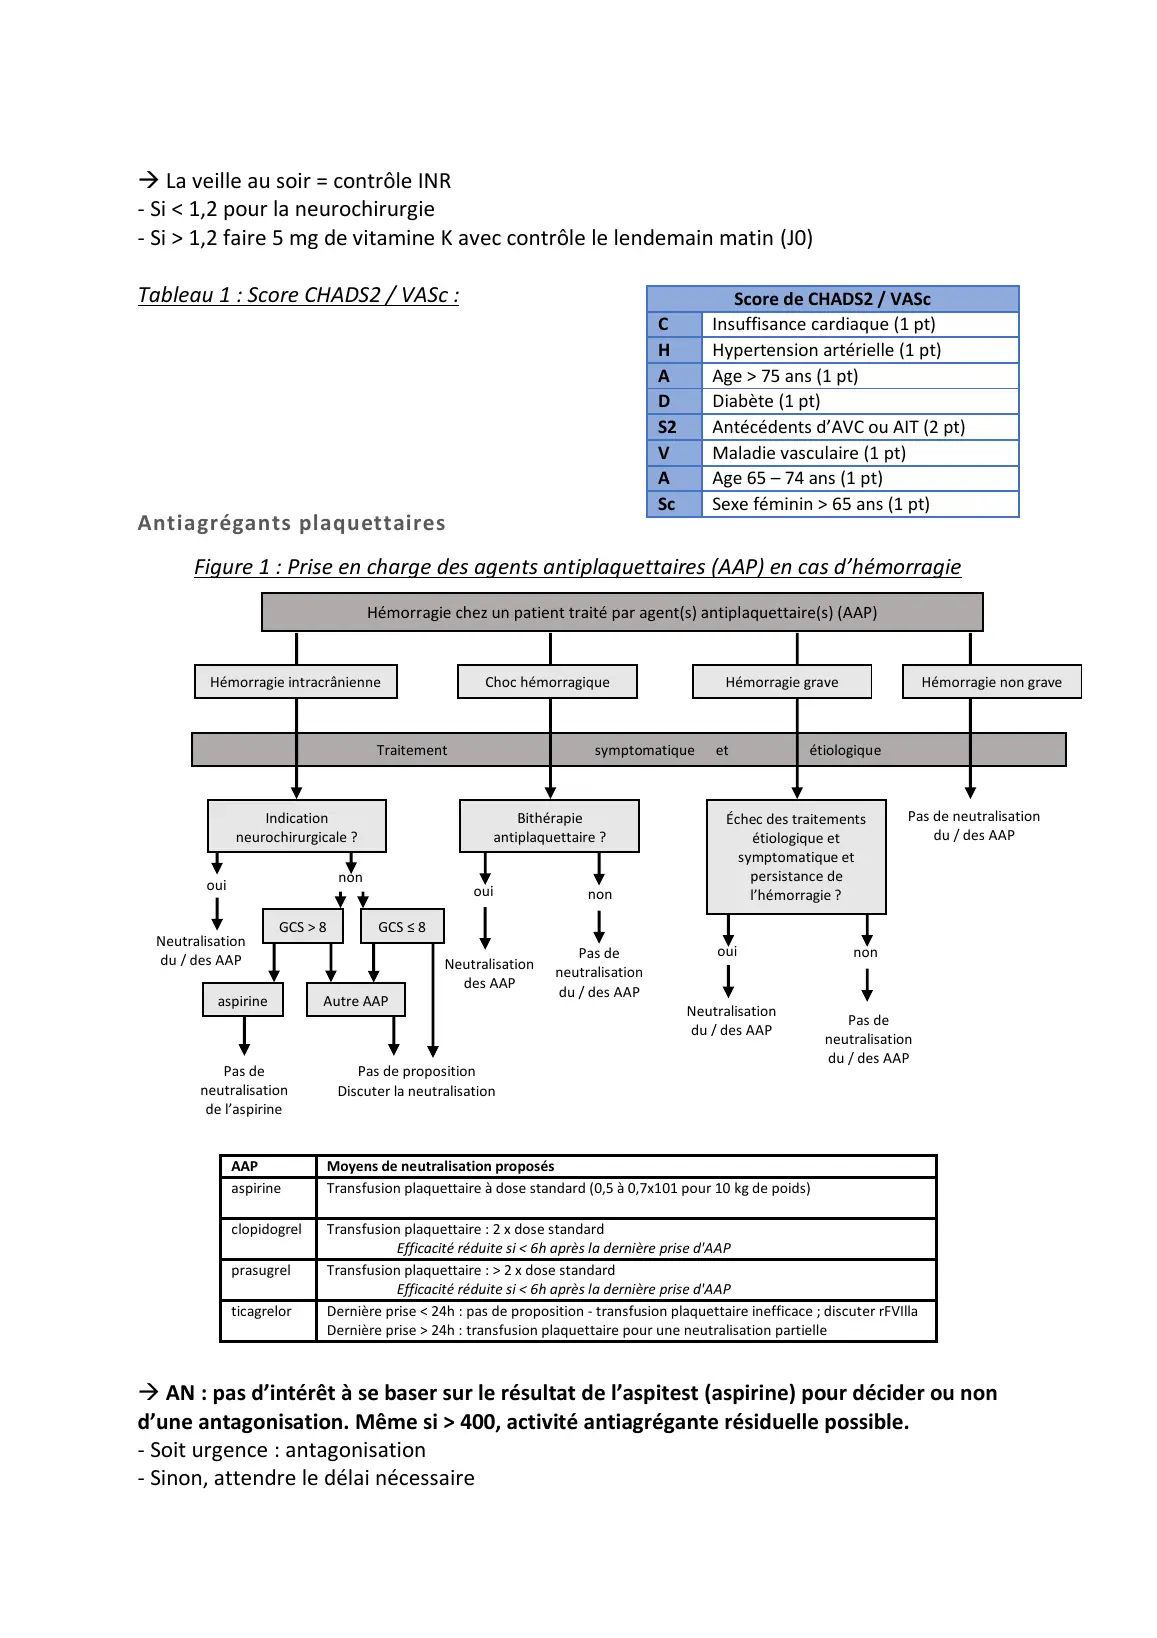 → La veille au soir = contrôle INR
- Si < 1,2 pour la neurochirurgie
- Si > 1,2 faire 5 mg de vitamine K avec contrôle le lendemain matin (J0)
Tableau 1 : Score CHADS2 / VASc :
Score de CHADS2 / VASc
C Insuffisance cardiaque (1 pt)
H Hypertension artérielle (1 pt)
A Age > 75 ans (1 pt)
D Diabète (1 pt)
S2 Antécédents d’AVC ou AIT (2 pt)
V Maladie vasculaire (1 pt)
A Age 65 – 74 ans (1 pt)
Sc Sexe féminin > 65 ans (1 pt)
Antiagrégants plaquettaires
Figure 1 : Prise en charge des agents antiplaquettaires (AAP) en cas d’hémorragie
Hémorragie chez un patient traité par agent(s) antiplaquettaire(s) (AAP)
Hémorragie intracrânienne
Choc hémorragique
Hémorragie grave
Hémorragie non grave
Traitement symptomatique et étiologique
Indication
neurochirurgicale ?
oui
non
Neutralisation
du / des AAP
GCS > 8
GCS ≤ 8
aspirine
Autre AAP
Pas de
neutralisation
de l’aspirine
Pas de proposition
Discuter la neutralisation
Bithérapie
antiplaquettaire ?
oui
non
Neutralisation
des AAP
Pas de
neutralisation
du / des AAP
Échec des traitements
étiologique et
symptomatique et
persistance de
l’hémorragie ?
oui
non
Neutralisation
du / des AAP
Pas de
neutralisation
du / des AAP
Pas de neutralisation
du / des AAP
AAP Moyens de neutralisation proposés
aspirine Transfusion plaquettaire à dose standard (0,5 à 0,7x101 pour 10 kg de poids)
clopidogrel Transfusion plaquettaire : 2 x dose standard
Efficacité réduite si < 6h après la dernière prise d'AAP
prasugrel Transfusion plaquettaire : > 2 x dose standard
Efficacité réduite si < 6h après la dernière prise d'AAP
ticagrelor Dernière prise < 24h : pas de proposition - transfusion plaquettaire inefficace ; discuter rFVIIla
Dernière prise > 24h : transfusion plaquettaire pour une neutralisation partielle
→ AN : pas d’intérêt à se baser sur le résultat de l’aspitest (aspirine) pour décider ou non
d’une antagonisation. Même si > 400, activité antiagrégante résiduelle possible.
- Soit urgence : antagonisation
- Sinon, attendre le délai nécessaire